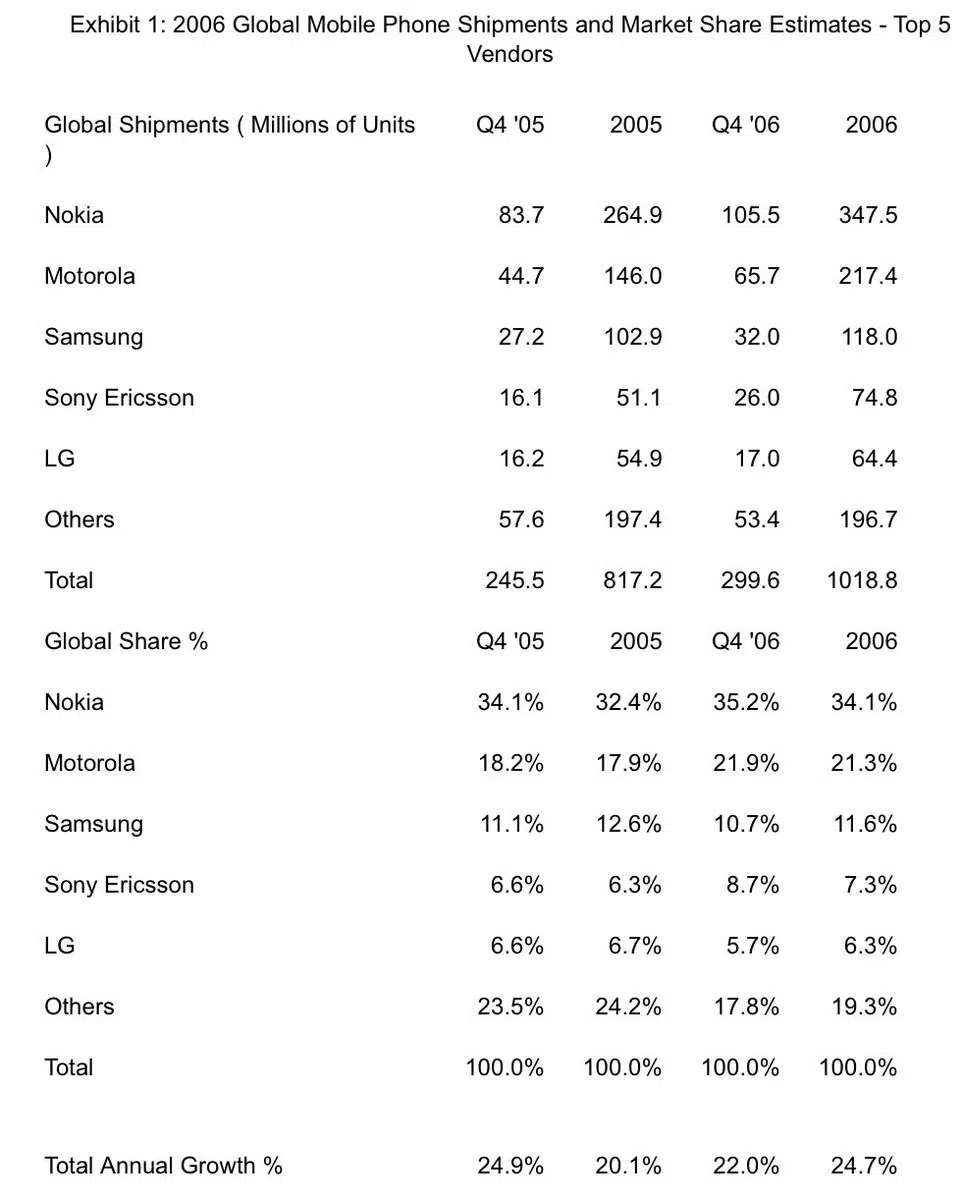 Exhibit 1: 2006 Global Mobile Phone Shipments and Market Share Estimates - Top 5
Vendors
Global Shipments ( Millions of Units Q4 '05 2005 Q4 '06 2006
)
Nokia 83.7 264.9 105.5 347.5
Motorola 44.7 146.0 65.7 217.4
Samsung 27.2 102.9 32.0 118.0
Sony Ericsson 16.1 51.1 26.0 74.8
LG 16.2 54.9 17.0 64.4
Others 57.6 197.4 53.4 196.7
Total 245.5 817.2 299.6 1018.8
Global Share % Q4 '05 2005 Q4 '06 2006
Nokia 34.1% 32.4% 35.2% 34.1%
Motorola 18.2% 17.9% 21.9% 21.3%
Samsung 11.1% 12.6% 10.7% 11.6%
Sony Ericsson 6.6% 6.3% 8.7% 7.3%
LG 6.6% 6.7% 5.7% 6.3%
Others 23.5% 24.2% 17.8% 19.3%
Total 100.0% 100.0% 100.0% 100.0%
Total Annual Growth % 24.9% 20.1% 22.0% 24.7%